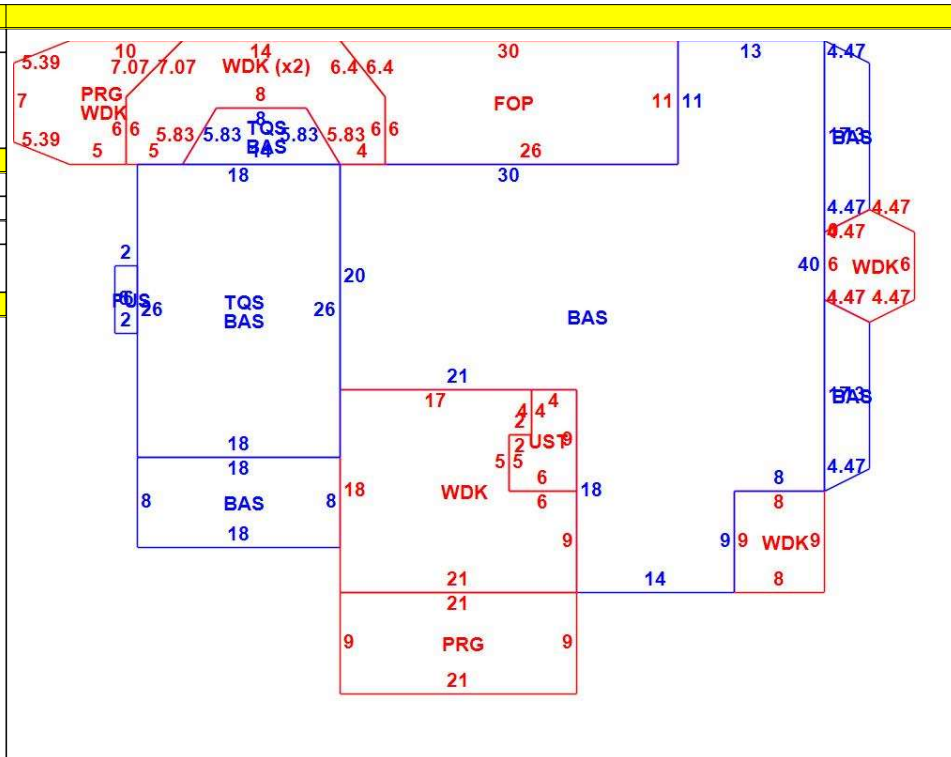 10 14 30 13 4.47
5.39 7.07 7.07 WDK (x2) 6.4 6.4
7 PRG 8 FOP 11 11
WDK 8
6 6 5.83 5.83 TQS 5.83 5.83 6 6 BAS
5.39 5 5 BAS 4 26
18 14 30
4.47 4.47
2 4.47
20 40 6 WDK 6
FUS 26 TQS 26 4.47 4.47
2 BAS BAS
21
17 4 BAS
4 4
2
18 2 UST 9
18 5 5 6 8 4.47
8 BAS 8 18 WDK 6 18 8
18 9 9 9 WDK 9
21 14 8
21
9 PRG 9
21